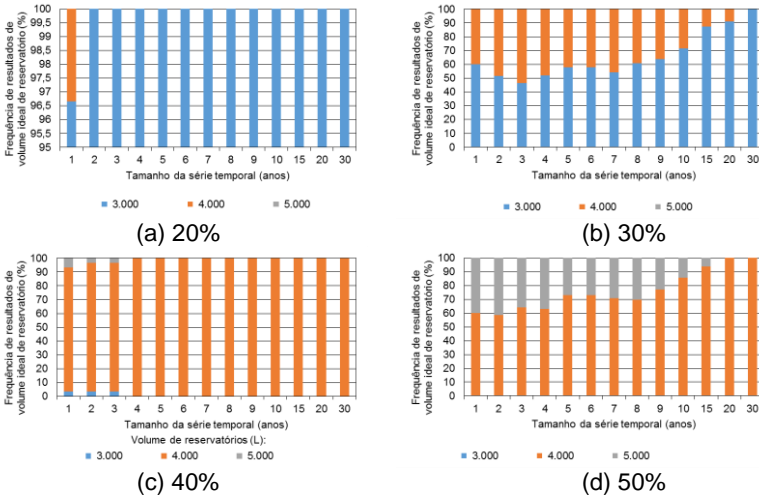 Frequência de resultados de
volume ideal de reservatório (%)
100
99,5
99
98,5
98
97,5
97
96,5
96
95,5
95
1 2 3 4 5 6 7 8 9 10 15 20 30
Tamanho da série temporal (anos)
3.000 4.000 5.000
(a) 20%
Frequência de resultados de
volume ideal de reservatório (%)
100
90
80
70
60
50
40
30
20
10
0
1 2 3 4 5 6 7 8 9 10 15 20 30
Tamanho da série temporal (anos)
3.000 4.000 5.000
(b) 30%
Frequência de resultados de
volume ideal de reservatório (%)
100
90
80
70
60
50
40
30
20
10
0
1 2 3 4 5 6 7 8 9 10 15 20 30
Tamanho da série temporal (anos)
Volume de reservatórios (L):
3.000 4.000 5.000
(c) 40%
Frequência de resultados de
volume ideal de reservatório (%)
100
90
80
70
60
50
40
30
20
10
0
1 2 3 4 5 6 7 8 9 10 15 20 30
Tamanho da série temporal (anos)
3.000 4.000 5.000
(d) 50%